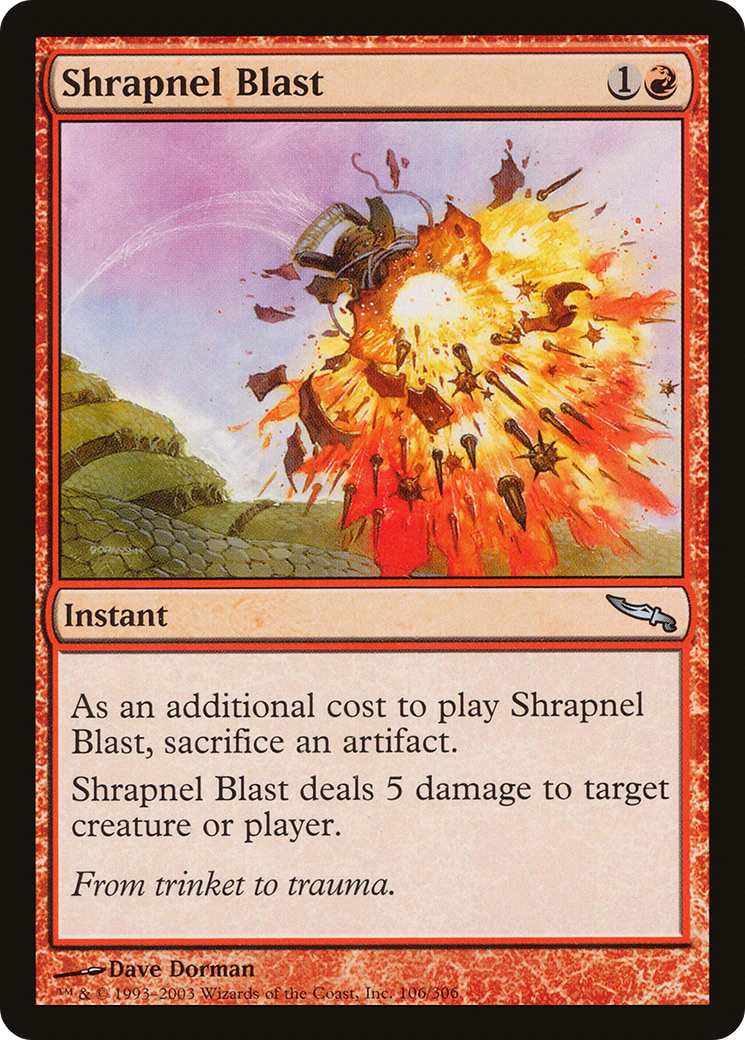 Shrapnel Blast 1
Instant
As an additional cost to play Shrapnel
Blast, sacrifice an artifact.
Shrapnel Blast deals 5 damage to target
creature or player.
From trinket to trauma.
Dave Dorman
™ & © 1993–2003 Wizards of the Coast, Inc. 106/306